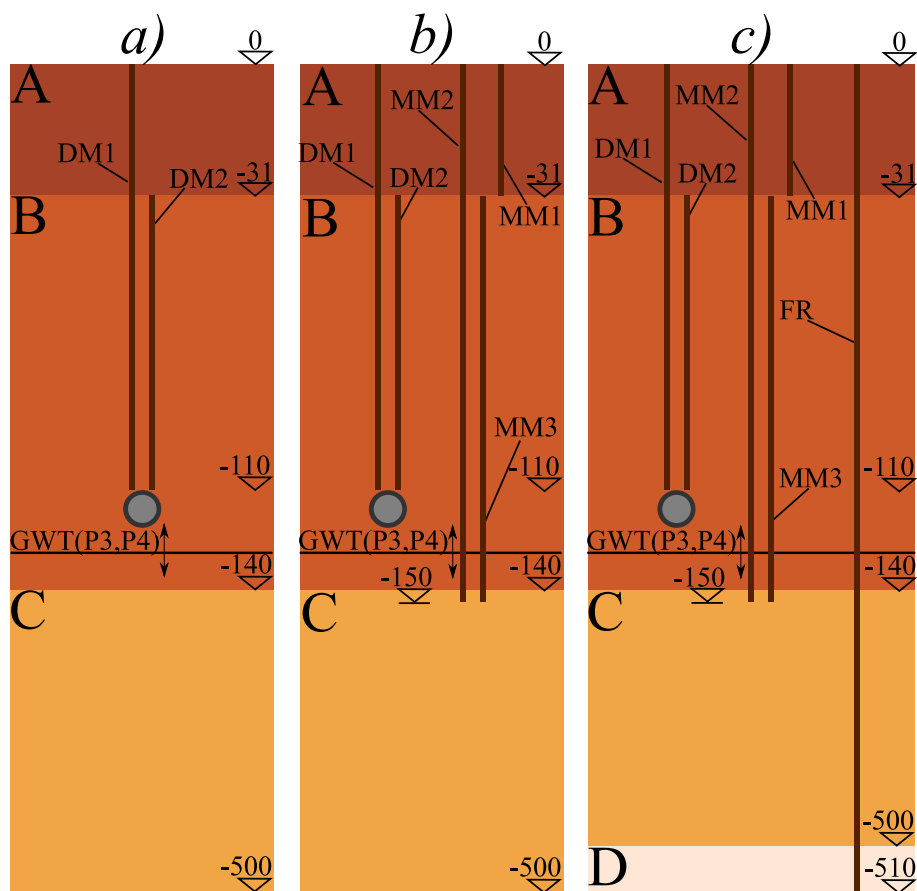 a)
0
A
DM1
DM2
-31
B
-110
GWT(P3,P4)
-140
C
-500
b)
0
A
MM2
DM1
DM2
-31
MM1
B
MM3
-110
GWT(P3,P4)
-150
-140
C
-500
c)
0
A
MM2
DM1
DM2
-31
MM1
B
FR
-110
MM3
GWT(P3,P4)
-150
-140
C
-500
D
-510